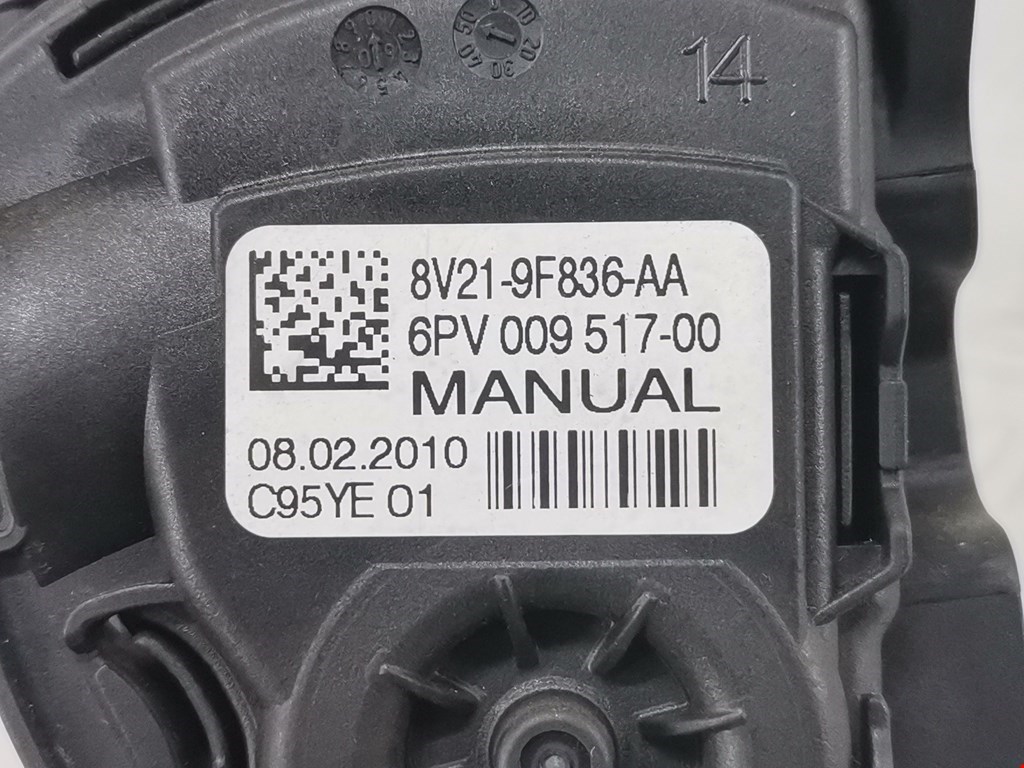 14
8V21-9F836-AA
6PV 009 517-00
MANUAL
08.02.2010
C95YE 01